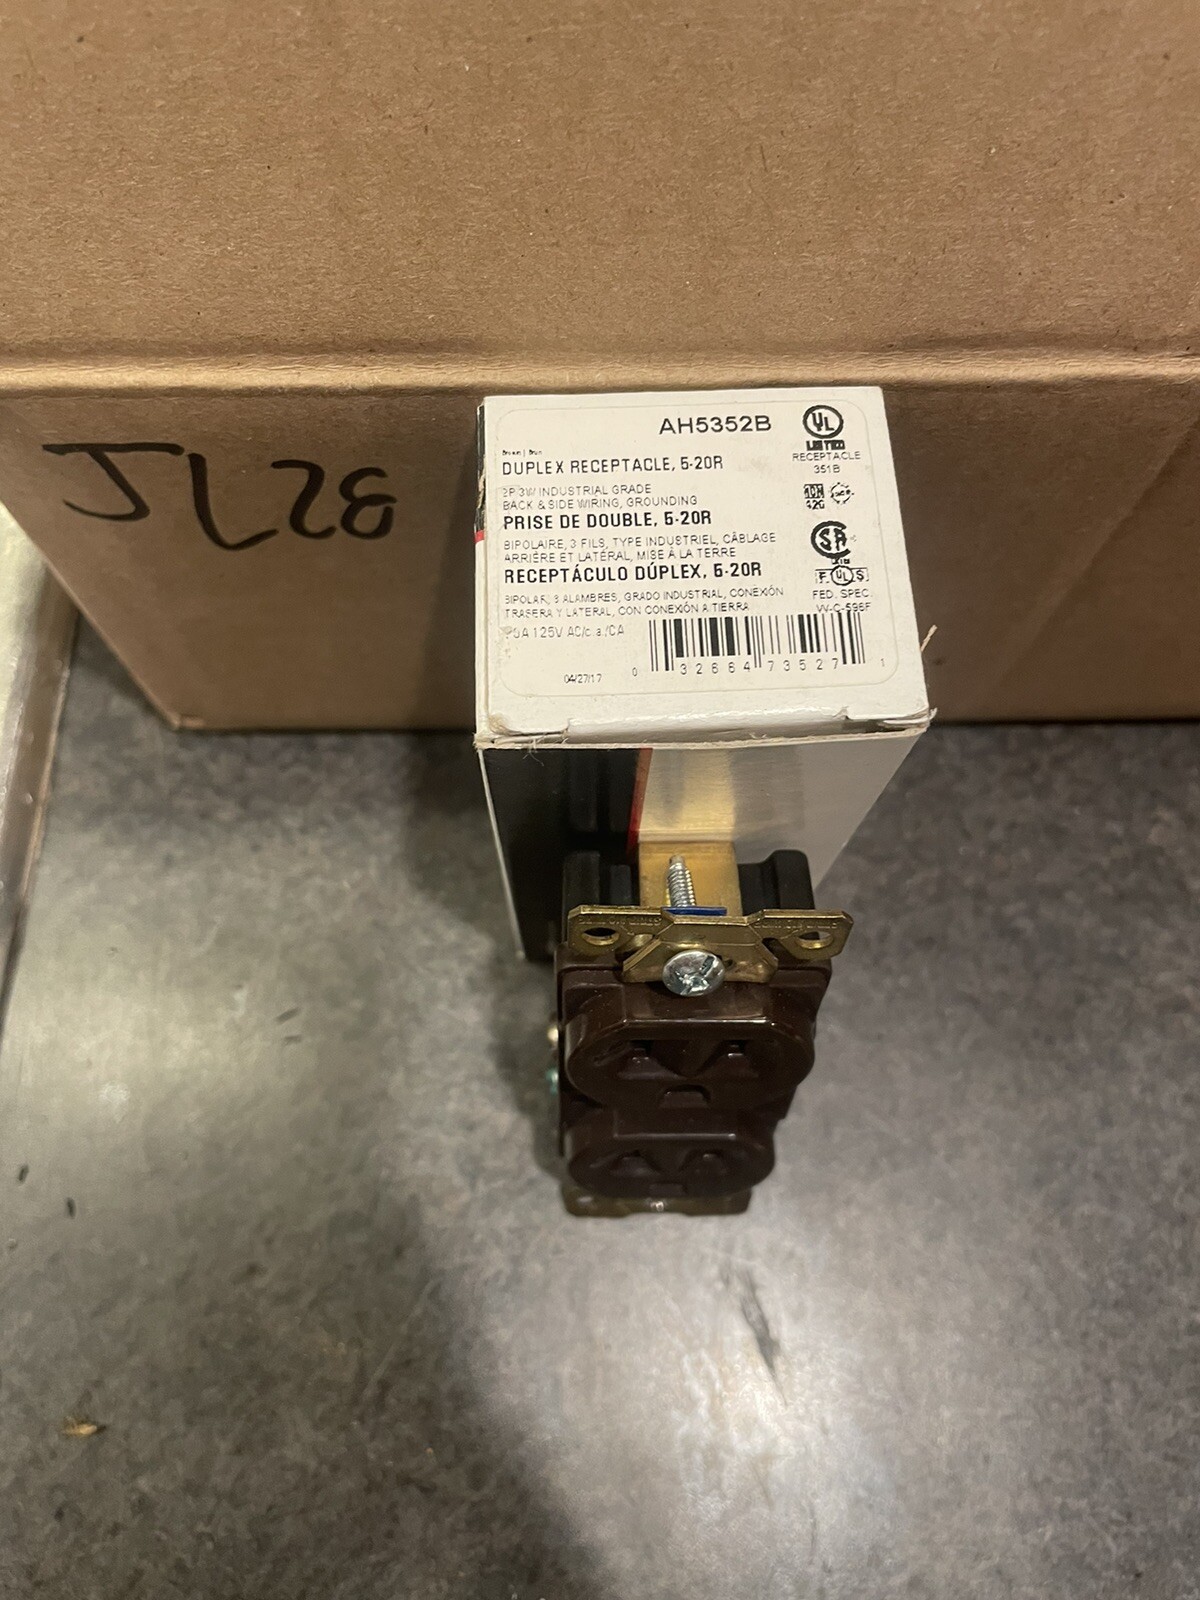 JL28
AH5352B
UL
LISTED
RECEPTACLE
351B
Brown | Brun
DUPLEX RECEPTACLE, 5-20R
2P 3W INDUSTRIAL GRADE
BACK & SIDE WIRING, GROUNDING
PRISE DE DOUBLE, 5-20R
BIPOLAIRE, 3 FILS, TYPE INDUSTRIEL, CÂBLAGE
ARRIÈRE ET LATÉRAL, MISE À LA TERRE
RECEPTÁCULO DÚPLEX, 5-20R
BIPOLAR, 3 ALAMBRES, GRADO INDUSTRIAL, CONEXIÓN
TRASERA Y LATERAL, CON CONEXIÓN A TIERRA
20A 125V AC/c.a./CA
F UL S
FED. SPEC.
W-C-596F
04/27/17
0 32664 73527 1